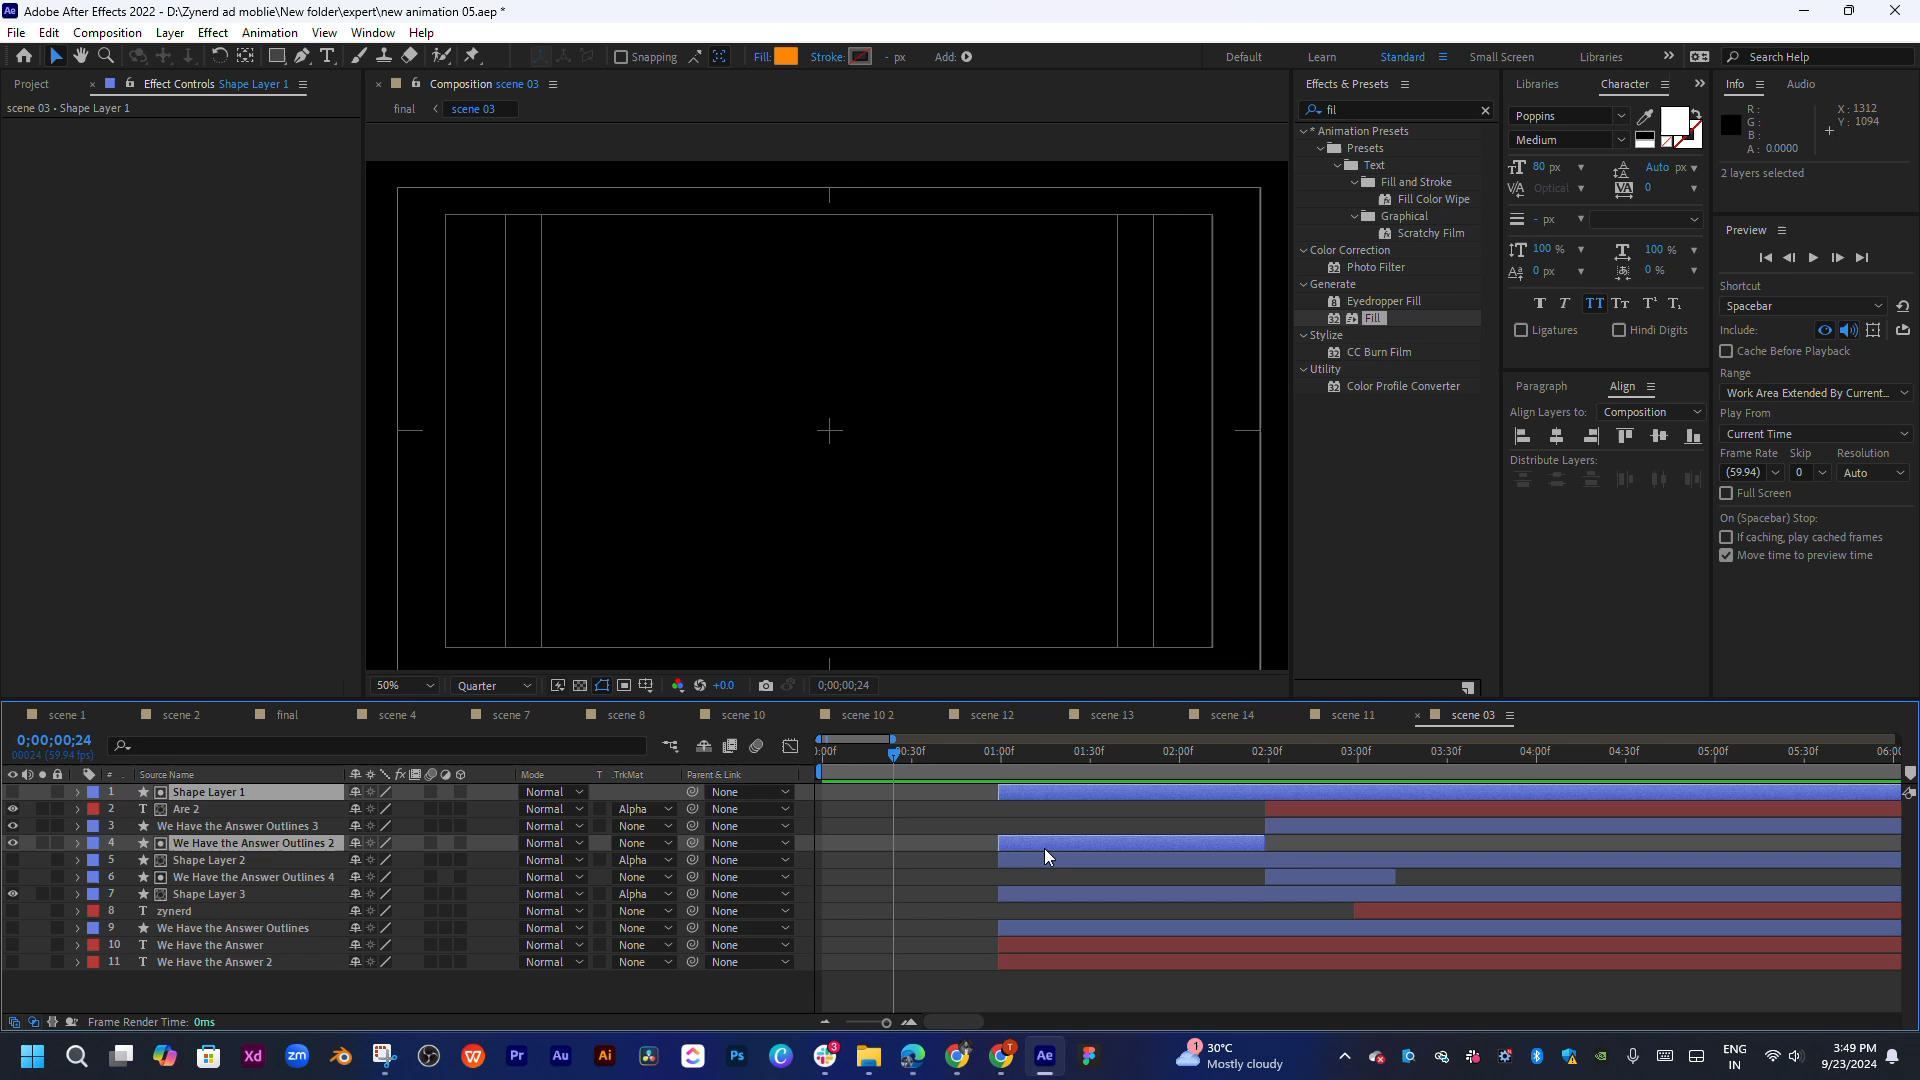 Adobe After Effects 2022 - D:\Zynerd ad moblie\New folder\expert\new animation 05.aep *
File Edit Composition Layer Effect Animation View Window Help
Snapping Fill: Stroke: - px Add: Default Learn Standard Small Screen Libraries Search Help
Project Effect Controls Shape Layer 1
scene 03 • Shape Layer 1
Composition scene 03
final scene 03
50% Quarter +0.0 0;00;00;24
Effects & Presets
fil
* Animation Presets
Presets
Text
Fill and Stroke
Fill Color Wipe
Graphical
Scratchy Film
Color Correction
Photo Filter
Generate
Eyedropper Fill
Fill
Stylize
CC Burn Film
Utility
Color Profile Converter
Libraries Character
Poppins
Medium
80 px Auto px
Optical 0
- px
100 % 100 %
0 px 0 %
Ligatures Hindi Digits
Paragraph Align
Align Layers to: Composition
Distribute Layers:
Info Audio
R: X: 1312
G: Y: 1094
B:
A: 0.0000
2 layers selected
Preview
Shortcut
Spacebar
Include:
Cache Before Playback
Range
Work Area Extended By Current...
Play From
Current Time
Frame Rate Skip Resolution
(59.94) 0 Auto
Full Screen
On (Spacebar) Stop:
If caching, play cached frames
Move time to preview time
scene 1 scene 2 final scene 4 scene 7 scene 8 scene 10 scene 10 2 scene 12 scene 13 scene 14 scene 11 scene 03
0;00;00;24
00024 (59.94 fps)
:00f 00:30f 01:00f 01:30f 02:00f 02:30f 03:00f 03:30f 04:00f 04:30f 05:00f 05:30f 06:00
# Source Name Mode T .TrkMat Parent & Link
1 Shape Layer 1 Normal None
2 Are 2 Normal Alpha None
3 We Have the Answer Outlines 3 Normal None None
4 We Have the Answer Outlines 2 Normal None None
5 Shape Layer 2 Normal Alpha None
6 We Have the Answer Outlines 4 Normal None None
7 Shape Layer 3 Normal Alpha None
8 zynerd Normal None None
9 We Have the Answer Outlines Normal None None
10 We Have the Answer Normal None None
11 We Have the Answer 2 Normal None None
Frame Render Time: 0ms
30°C
Mostly cloudy
ENG
IN
3:49 PM
9/23/2024